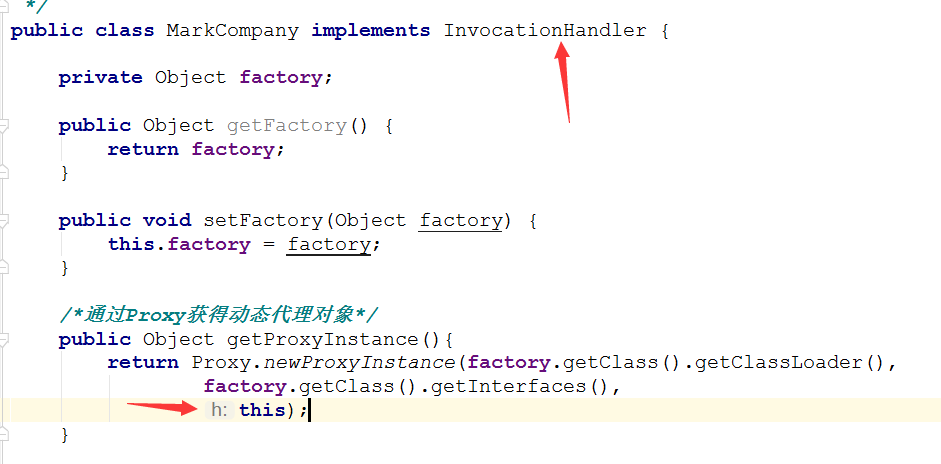 */
public class MarkCompany implements InvocationHandler {
private Object factory;
public Object getFactory() {
return factory;
}
public void setFactory(Object factory) {
this.factory = factory;
}
/*通过Proxy获得动态代理对象*/
public Object getProxyInstance(){
return Proxy.newProxyInstance(factory.getClass().getClassLoader(),
factory.getClass().getInterfaces(),
h: this);
}